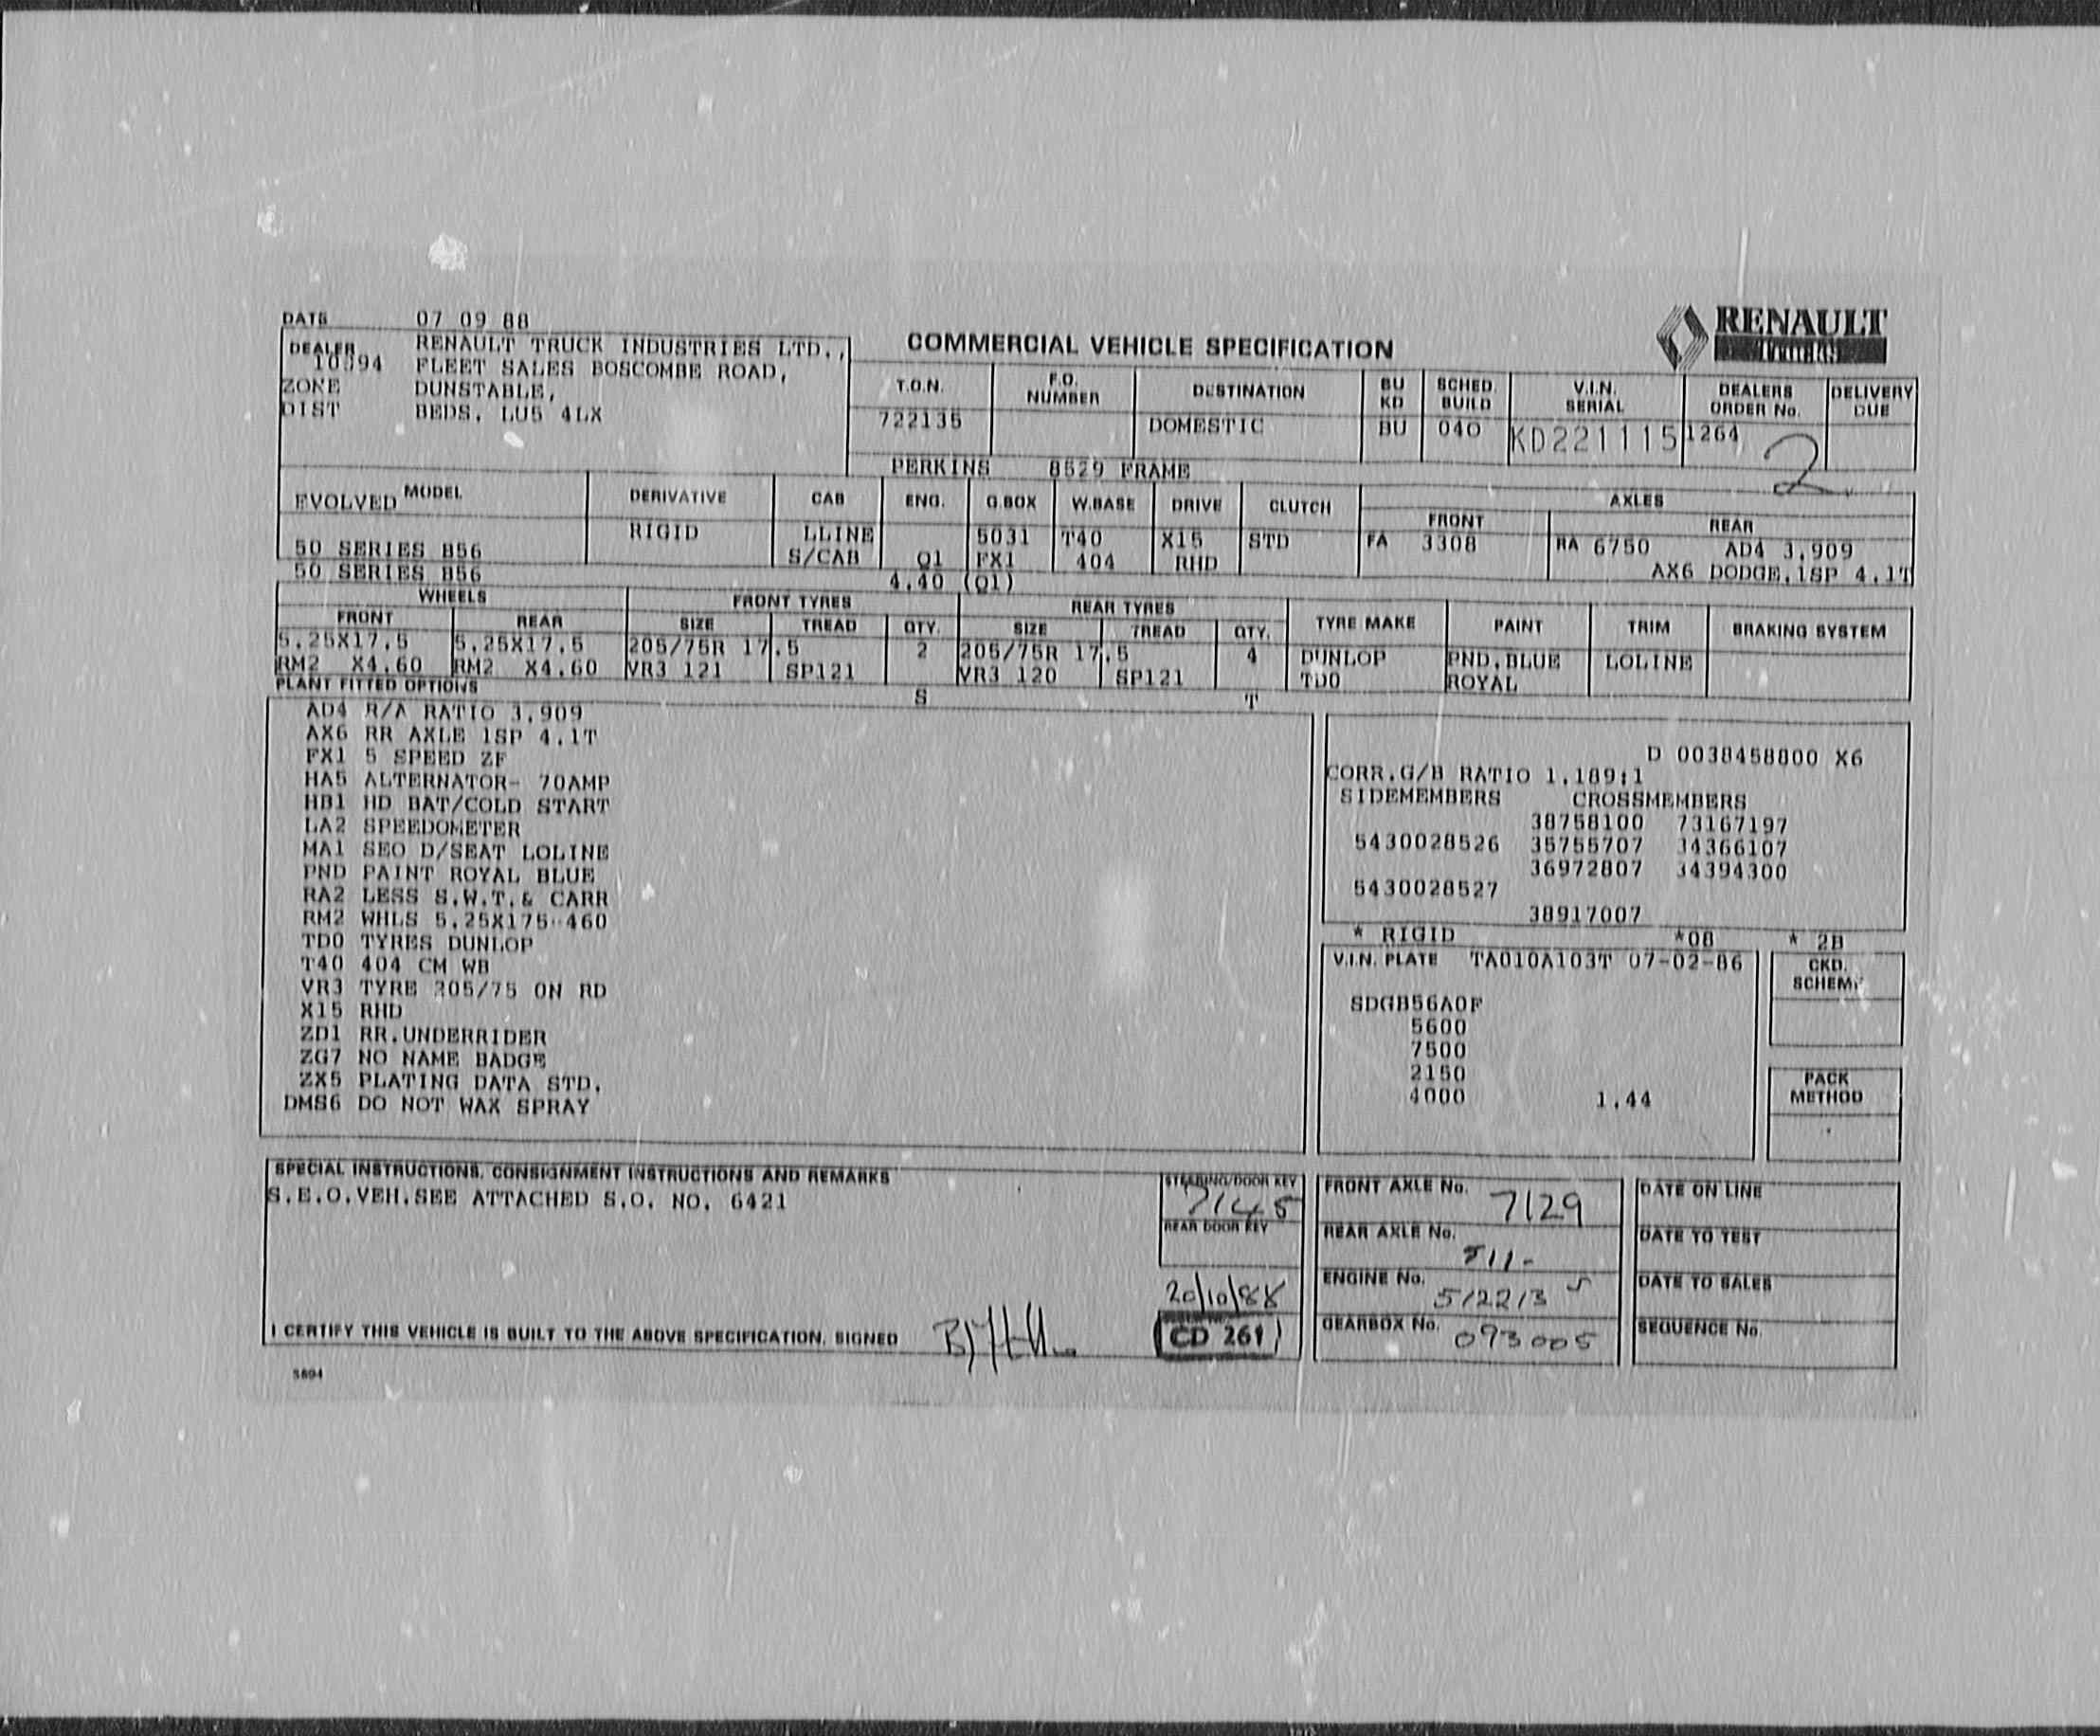 DATE 07 09 88
DEALER RENAULT TRUCK INDUSTRIES LTD.,
10594 FLEET SALES BOSCOMBE ROAD,
ZONE DUNSTABLE,
DIST BEDS. LU5 4LX
COMMERCIAL VEHICLE SPECIFICATION
RENAULT
Trucks
T.O.N. F.O. NUMBER DESTINATION BU KD SCHED BUILD V.I.N. SERIAL DEALERS ORDER No. DELIVERY DUE
722135 DOMESTIC BU 040 KD221115 1264 2
PERKINS 8529 FRAME
MODEL DERIVATIVE CAB ENG. G.BOX W.BASE DRIVE CLUTCH AXLES
FRONT REAR
EVOLVED RIGID LLINE 5031 T40 X15 STD FA 3308 RA 6750 AD4 3.909
50 SERIES B56 S/CAB Q1 FX1 404 RHD
50 SERIES B56 4.40 (Q1) AX6 DODGE.1SP 4.1T
WHEELS FRONT TYRES REAR TYRES
FRONT REAR SIZE TREAD QTY. SIZE TREAD QTY. TYRE MAKE PAINT TRIM BRAKING SYSTEM
5.25X17.5 5.25X17.5 205/75R 17.5 2 205/75R 17.5 4 DUNLOP PND.BLUE LOLINE
RM2 X4.60 RM2 X4.60 VR3 121 SP121 VR3 120 SP121 TD0 ROYAL
PLANT FITTED OPTIONS S T
AD4 R/A RATIO 3.909
AX6 RR AXLE 1SP 4.1T
FX1 5 SPEED ZF
HA5 ALTERNATOR- 70AMP
HB1 HD BAT/COLD START
LA2 SPEEDOMETER
MA1 SEO D/SEAT LOLINE
PND PAINT ROYAL BLUE
RA2 LESS S.W.T.& CARR
RM2 WHLS 5.25X175-460
TD0 TYRES DUNLOP
T40 404 CM WB
VR3 TYRE 205/75 ON RD
X15 RHD
ZD1 RR.UNDERRIDER
ZG7 NO NAME BADGE
ZX5 PLATING DATA STD.
DMS6 DO NOT WAX SPRAY
D 0038458800 X6
CORR.G/B RATIO 1.189:1
SIDEMEMBERS CROSSMEMBERS
38758100 73167197
5430028526 35755707 34366107
36972807 34394300
5430028527
38917007
* RIGID *08 * 2B
V.I.N. PLATE TA010A103T 07-02-86
SDGB56A0F
5600
7500
2150
4000 1.44
CKD. SCHEME
PACK METHOD
SPECIAL INSTRUCTIONS, CONSIGNMENT INSTRUCTIONS AND REMARKS
S.E.O.VEH.SEE ATTACHED S.O. NO. 6421
STEERING/DOOR KEY
7145
REAR DOOR KEY
20/10/88
CD 261
I CERTIFY THIS VEHICLE IS BUILT TO THE ABOVE SPECIFICATION. SIGNED
FRONT AXLE No. 7129
REAR AXLE No. 511-
ENGINE No. 512213 5
GEARBOX No. 093005
DATE ON LINE
DATE TO TEST
DATE TO SALES
SEQUENCE No.
5894